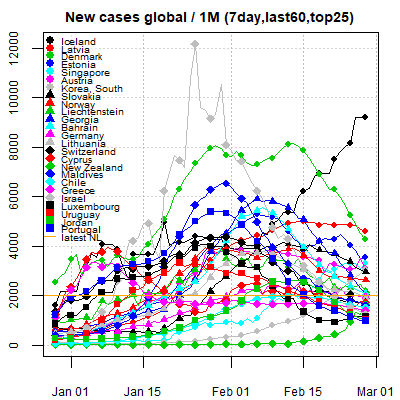 New cases global / 1M (7day,last60,top25)
12000
10000
8000
6000
4000
2000
0
Iceland
Latvia
Denmark
Estonia
Singapore
Austria
Korea, South
Slovakia
Norway
Liechtenstein
Georgia
Bahrain
Germany
Lithuania
Switzerland
Cyprus
New Zealand
Maldives
Chile
Greece
Israel
Luxembourg
Uruguay
Jordan
Portugal
latest NL
Jan 01
Jan 15
Feb 01
Feb 15
Mar 01